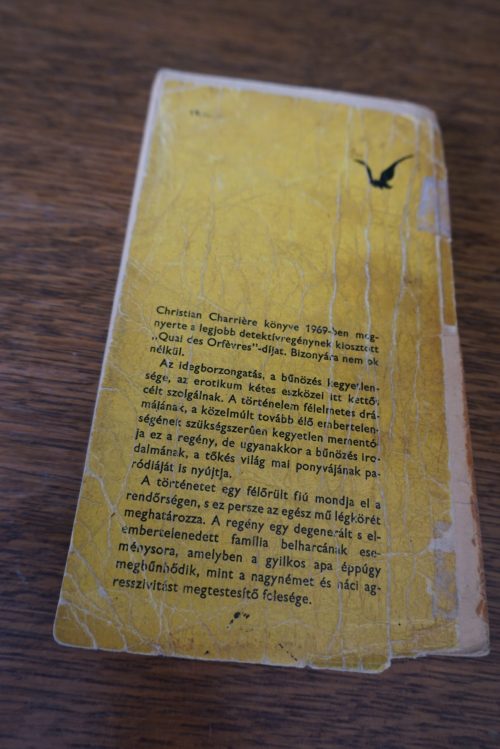 Christian Charrière könyve 1969-ben meg-
nyerte a legjobb detektívregénynek kiosztott
„Quai des Orfèvres"-díjat. Bizonyára nem ok
nélkül.
Az idegborzongatás, a bűnözés kegyetlen-
sége, az erotikum kétes eszközei itt kettős
célt szolgálnak. A történelem félelmetes drá-
májának, a közelmúlt tovább élő embertelen-
ségének szükségszerűen kegyetlen mementó-
ja ez a regény, de ugyanakkor a bűnözés iro-
dalmának, a tőkés világ mai ponyvájának pa-
ródiáját is nyújtja.
A történetet egy félőrült fiú mondja el a
rendőrségen, s ez persze az egész mű légkörét
meghatározza. A regény egy degenerált s el-
embertelenedett família belharcának ese-
ménysora, amelyben a gyilkos apa éppúgy
megbűnhődik, mint a nagynémet és náci ag-
resszivitást megtestesítő felesége.